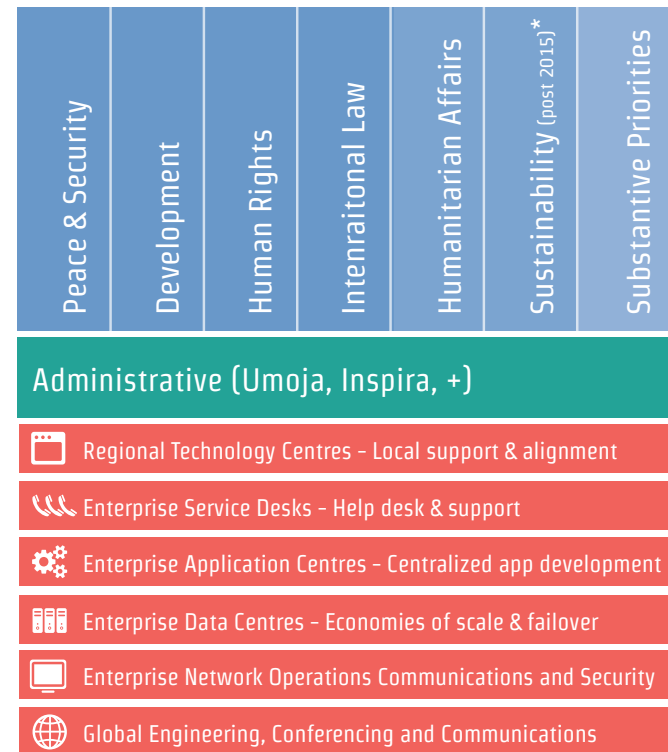 Peace & Security
Development
Human Rights
Intenraitonal Law
Humanitarian Affairs
Sustainability (post 2015)*
Substantive Priorities
Administrative (Umoja, Inspira, +)
Regional Technology Centres - Local support & alignment
Enterprise Service Desks - Help desk & support
Enterprise Application Centres - Centralized app development
Enterprise Data Centres - Economies of scale & failover
Enterprise Network Operations Communications and Security
Global Engineering, Conferencing and Communications